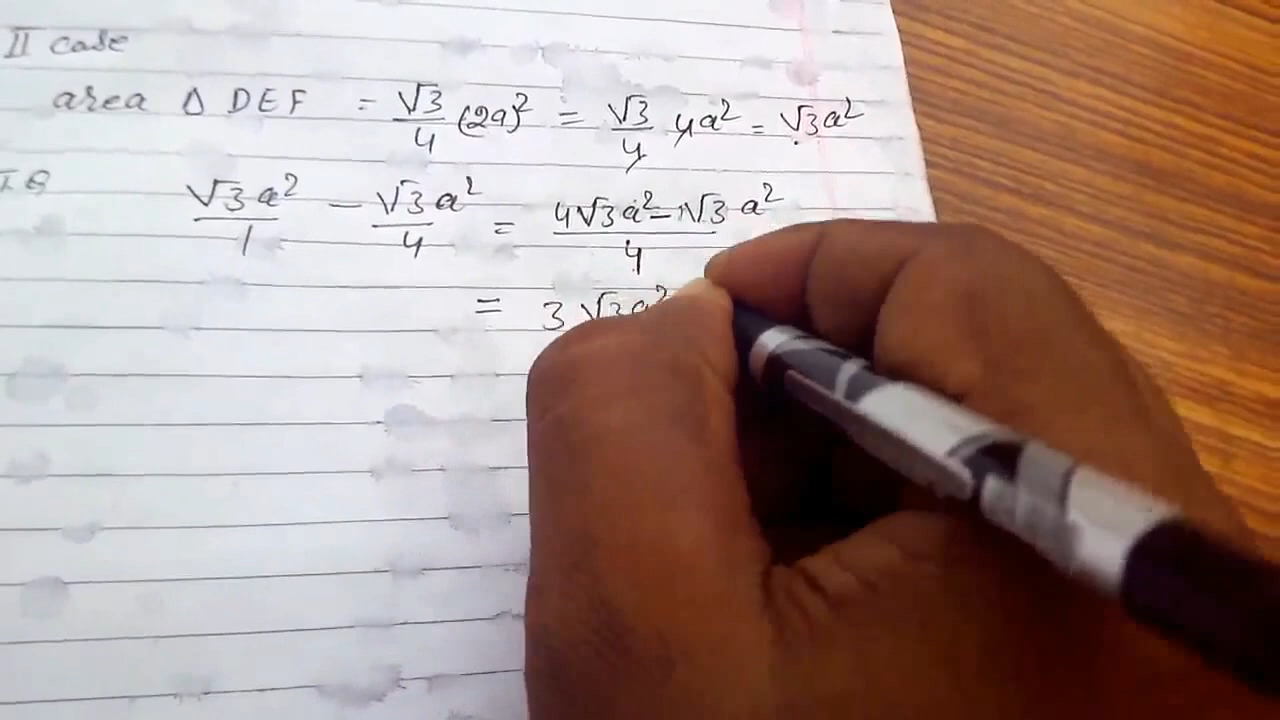 II case
area Δ DEF = √3/4 (2a)² = √3/4 4a² = √3a²
√3a²/1 - √3a²/4 = 4√3a² - 1√3a²/4
= 3√3a²